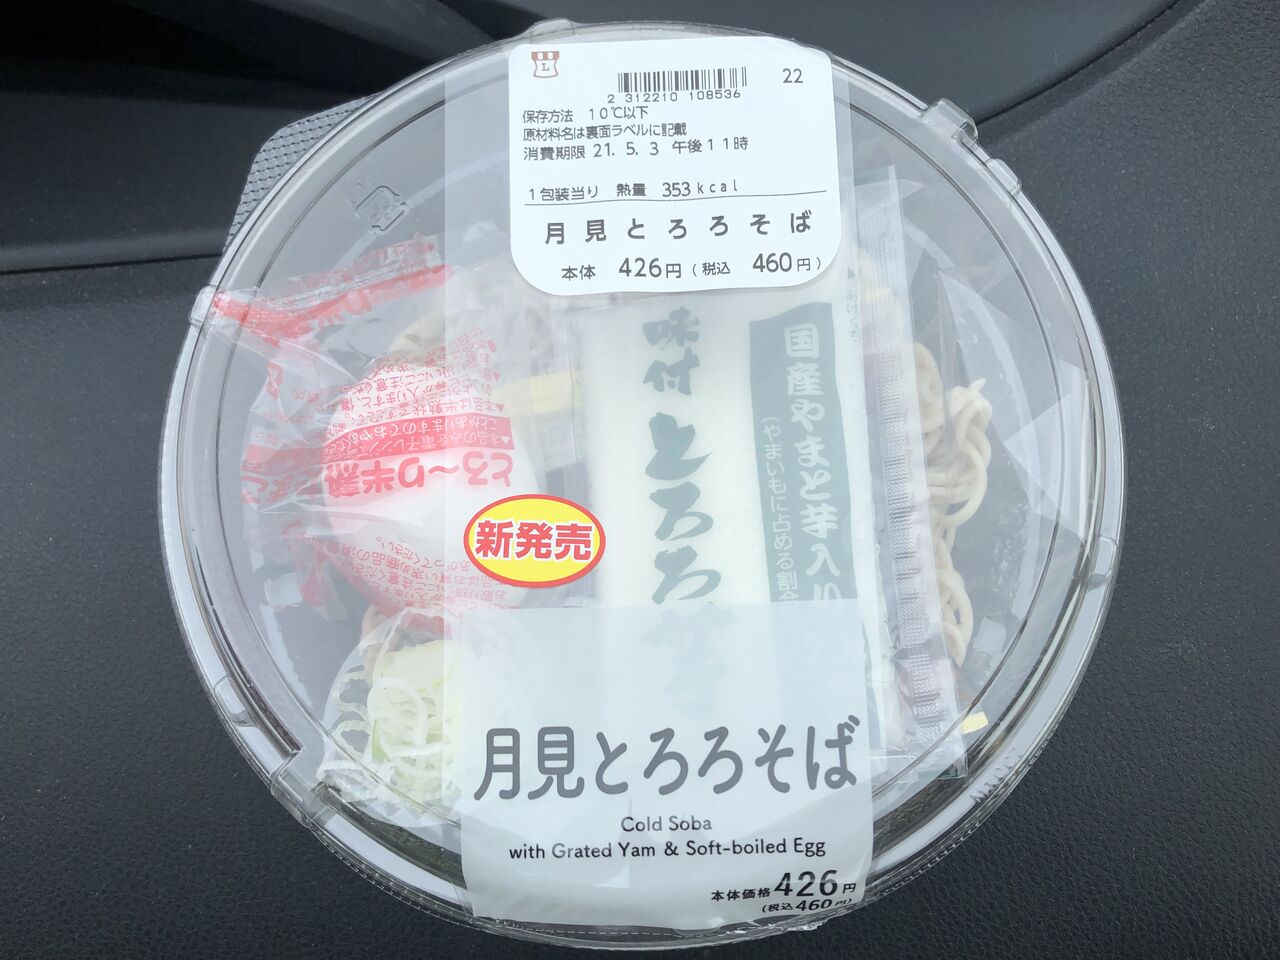 L
22
2 312210 108536
保存方法 10℃以下
原材料名は裏面ラベルに記載
消費期限 21. 5. 3 午後11時
1包装当り 熱量 353kcal
月見とろろそば
本体 426円(税込 460円)
味付とろろ芋
国産やまと芋入り
(やまいもに占める割合
とろ〜り半熟
新発売
月見とろろそば
Cold Soba
with Grated Yam & Soft-boiled Egg
本体価格426円
(税込460円)